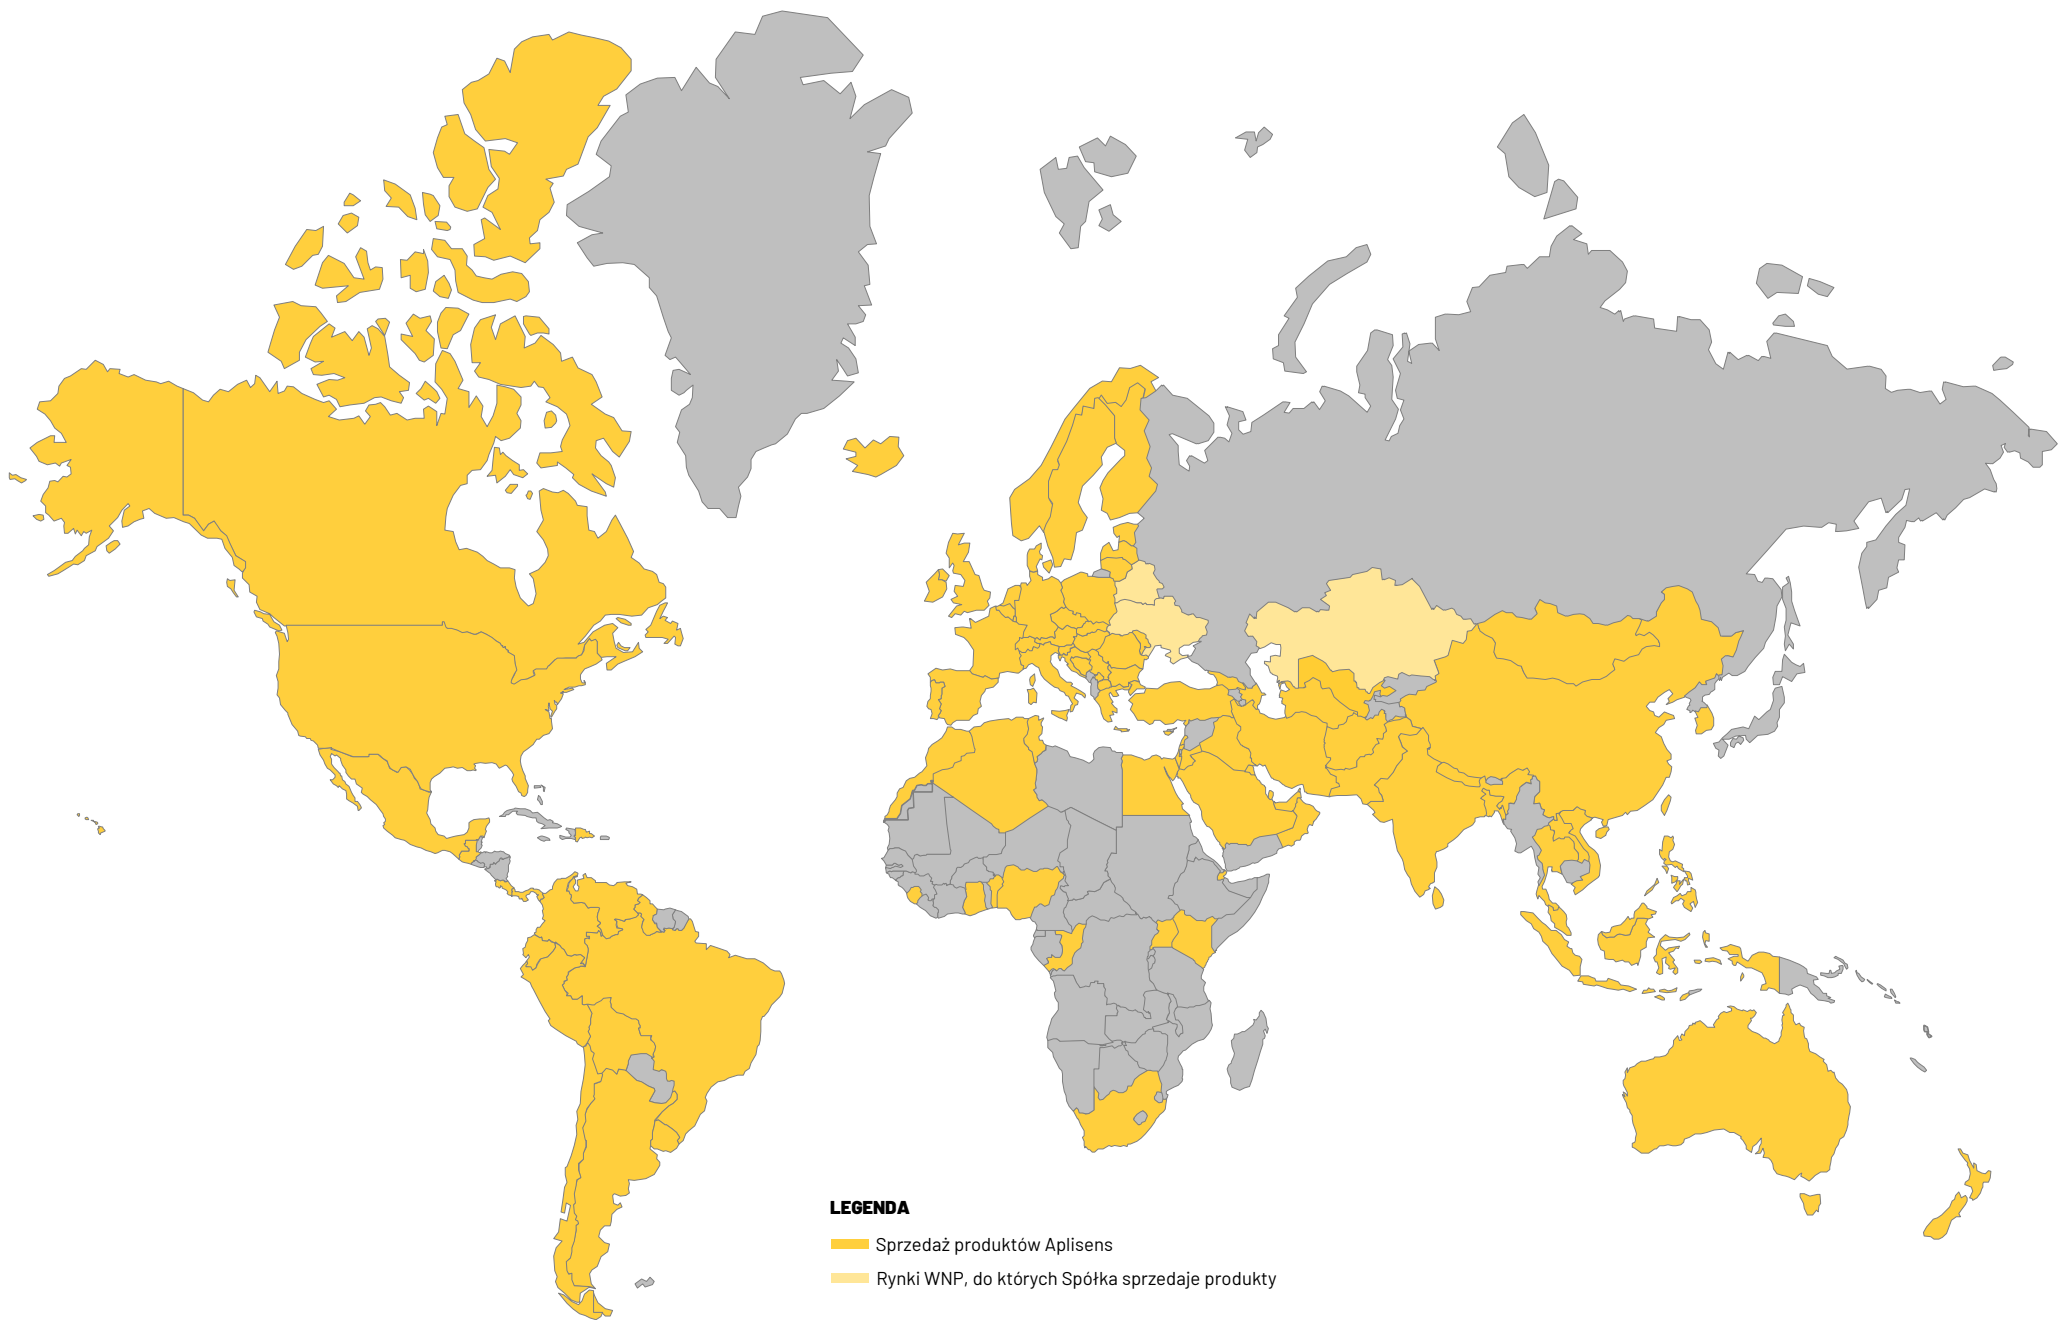 LEGENDA
Sprzedaż produktów Aplisens
Rynki WNP, do których Spółka sprzedaje produkty